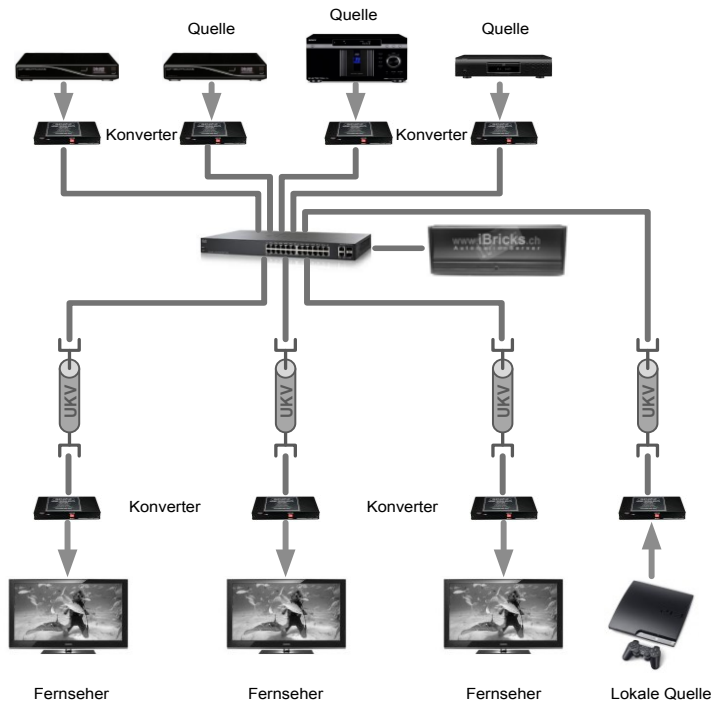 Quelle
Quelle
Quelle
Konverter
Konverter
www.iBricks.ch
UKV
UKV
UKV
UKV
Konverter
Konverter
Fernseher
Fernseher
Fernseher
Lokale Quelle